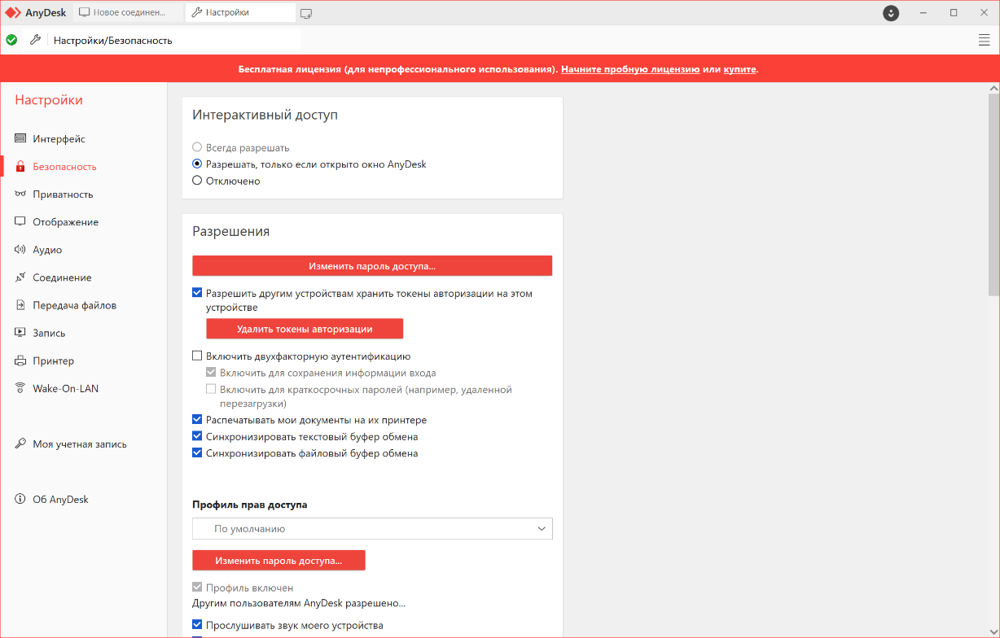 AnyDesk
Новое соединен...
Настройки
Настройки/Безопасность
Бесплатная лицензия (для непрофессионального использования). Начните пробную лицензию или купите.
Настройки
Интерфейс
Безопасность
Приватность
Отображение
Аудио
Соединение
Передача файлов
Запись
Принтер
Wake-On-LAN
Моя учетная запись
Об AnyDesk
Интерактивный доступ
Всегда разрешать
Разрешать, только если открыто окно AnyDesk
Отключено
Разрешения
Изменить пароль доступа...
Разрешить другим устройствам хранить токены авторизации на этом
устройстве
Удалить токены авторизации
Включить двухфакторную аутентификацию
Включить для сохранения информации входа
Включить для краткосрочных паролей (например, удаленной
перезагрузки)
Распечатывать мои документы на их принтере
Синхронизировать текстовый буфер обмена
Синхронизировать файловый буфер обмена
Профиль прав доступа
По умолчанию
Изменить пароль доступа...
Профиль включен
Другим пользователям AnyDesk разрешено...
Прослушивать звук моего устройства